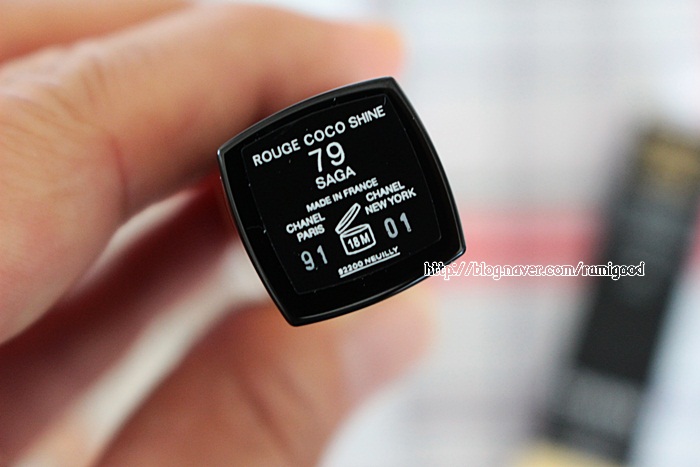 ROUGE COCO SHINE
79
SAGA
MADE IN FRANCE
CHANEL PARIS
CHANEL NEW YORK
18 M
91 01
92200 NEUILLY
http://blog.naver.com/ramigood